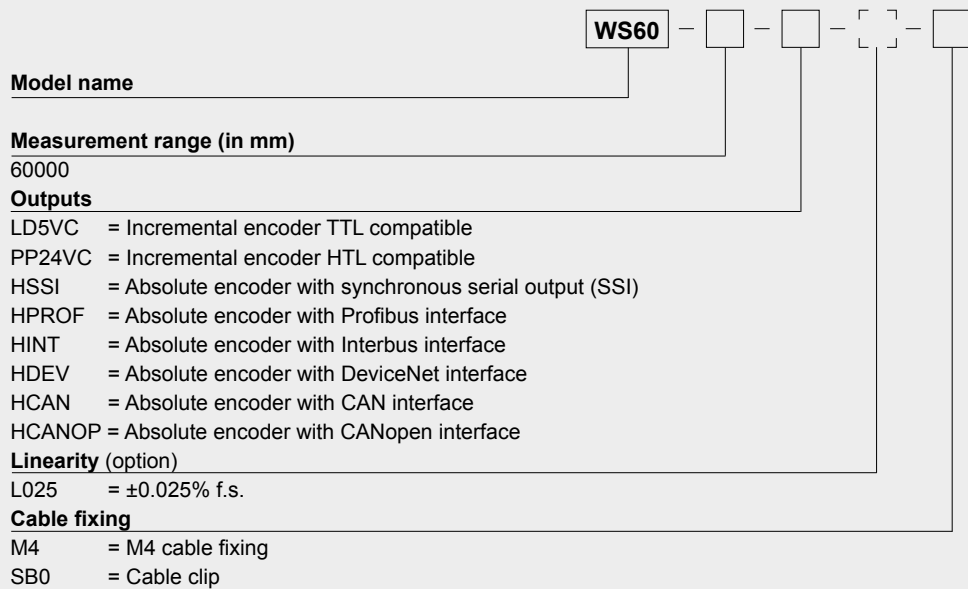 WS60 – –  – –
Model name
Measurement range (in mm)
60000
Outputs
LD5VC = Incremental encoder TTL compatible
PP24VC = Incremental encoder HTL compatible
HSSI = Absolute encoder with synchronous serial output (SSI)
HPROF = Absolute encoder with Profibus interface
HINT = Absolute encoder with Interbus interface
HDEV = Absolute encoder with DeviceNet interface
HCAN = Absolute encoder with CAN interface
HCANOP = Absolute encoder with CANopen interface
Linearity (option)
L025 = ±0.025% f.s.
Cable fixing
M4 = M4 cable fixing
SB0 = Cable clip